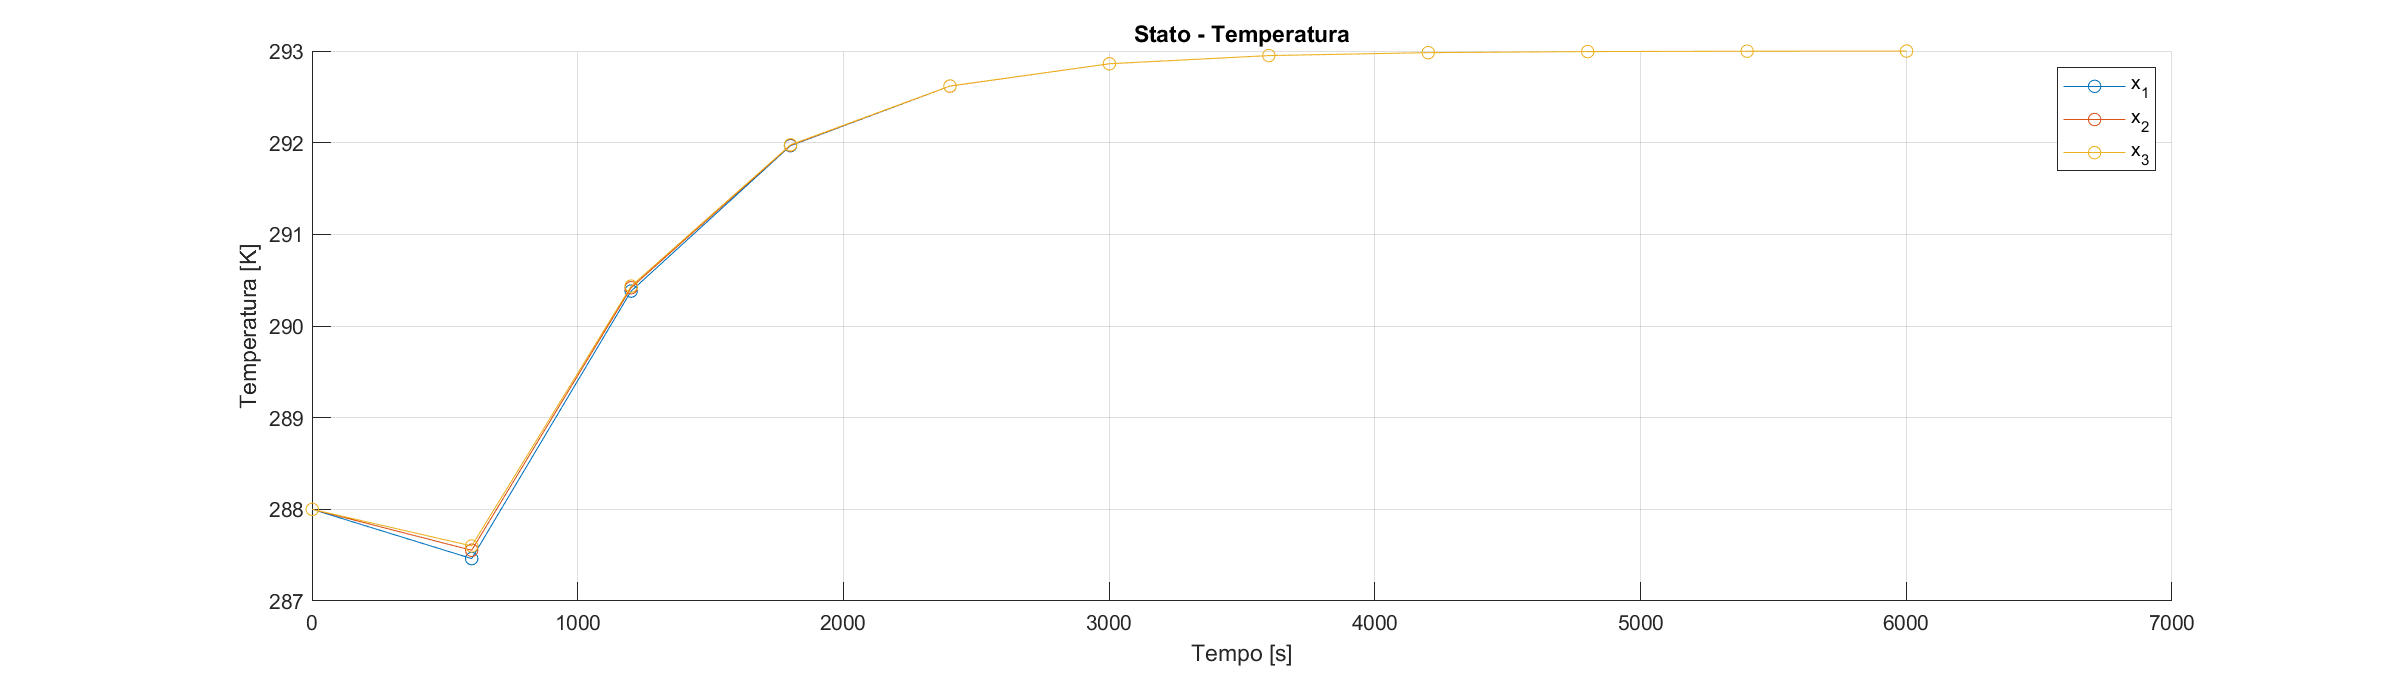 Stato - Temperatura
293
292
291
290
289
288
287
Temperatura [K]
0 1000 2000 3000 4000 5000 6000 7000
Tempo [s]
x1
x2
x3